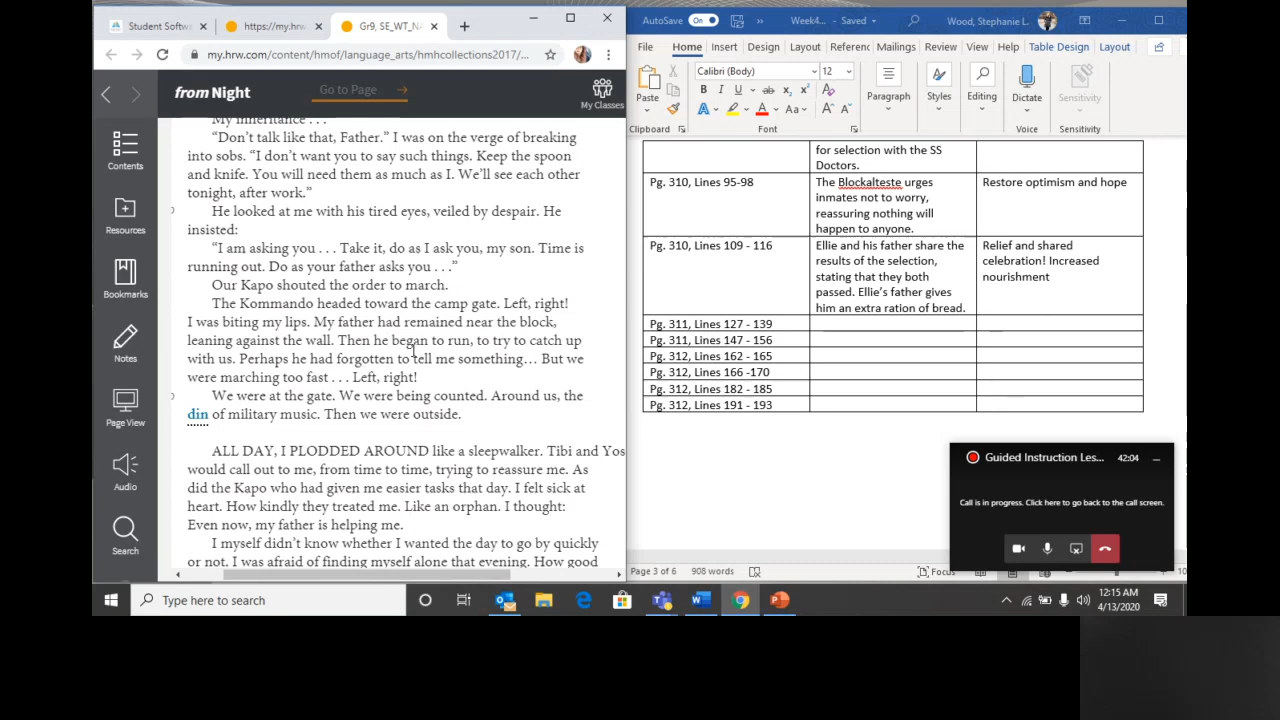 Student Softw
https://my.hrw
Gr9, SE_WT_NA
my.hrw.com/content/hmof/language_arts/hmhcollections2017/...
from Night
Go to Page
My Classes
Contents
Resources
Bookmarks
Notes
Page View
Audio
Search
My inheritance . . .
“Don’t talk like that, Father.” I was on the verge of breaking
into sobs. “I don’t want you to say such things. Keep the spoon
and knife. You will need them as much as I. We’ll see each other
tonight, after work.”
He looked at me with his tired eyes, veiled by despair. He
insisted:
“I am asking you . . . Take it, do as I ask you, my son. Time is
running out. Do as your father asks you . . .”
Our Kapo shouted the order to march.
The Kommando headed toward the camp gate. Left, right!
I was biting my lips. My father had remained near the block,
leaning against the wall. Then he began to run, to try to catch up
with us. Perhaps he had forgotten to tell me something... But we
were marching too fast . . . Left, right!
We were at the gate. We were being counted. Around us, the
din of military music. Then we were outside.
ALL DAY, I PLODDED AROUND like a sleepwalker. Tibi and Yos
would call out to me, from time to time, trying to reassure me. As
did the Kapo who had given me easier tasks that day. I felt sick at
heart. How kindly they treated me. Like an orphan. I thought:
Even now, my father is helping me.
I myself didn’t know whether I wanted the day to go by quickly
or not. I was afraid of finding myself alone that evening. How good
AutoSave On Week4... - Saved Wood, Stephanie L.
File Home Insert Design Layout Referenc Mailings Review View Help Table Design Layout
Calibri (Body) 12
Paste
B I U ab x₂ x²
A A Aa A A
Paragraph Styles Editing Dictate Sensitivity
Clipboard Font Voice Sensitivity
for selection with the SS
Doctors.
Pg. 310, Lines 95-98 The Blockalteste urges Restore optimism and hope
inmates not to worry,
reassuring nothing will
happen to anyone.
Pg. 310, Lines 109 - 116 Ellie and his father share the Relief and shared
results of the selection, celebration! Increased
stating that they both nourishment
passed. Ellie’s father gives
him an extra ration of bread.
Pg. 311, Lines 127 - 139
Pg. 311, Lines 147 - 156
Pg. 312, Lines 162 - 165
Pg. 312, Lines 166 -170
Pg. 312, Lines 182 - 185
Pg. 312, Lines 191 - 193
Guided Instruction Les... 42:04
Call is in progress. Click here to go back to the call screen.
Page 3 of 6 908 words Focus 10
Type here to search
12:15 AM
4/13/2020